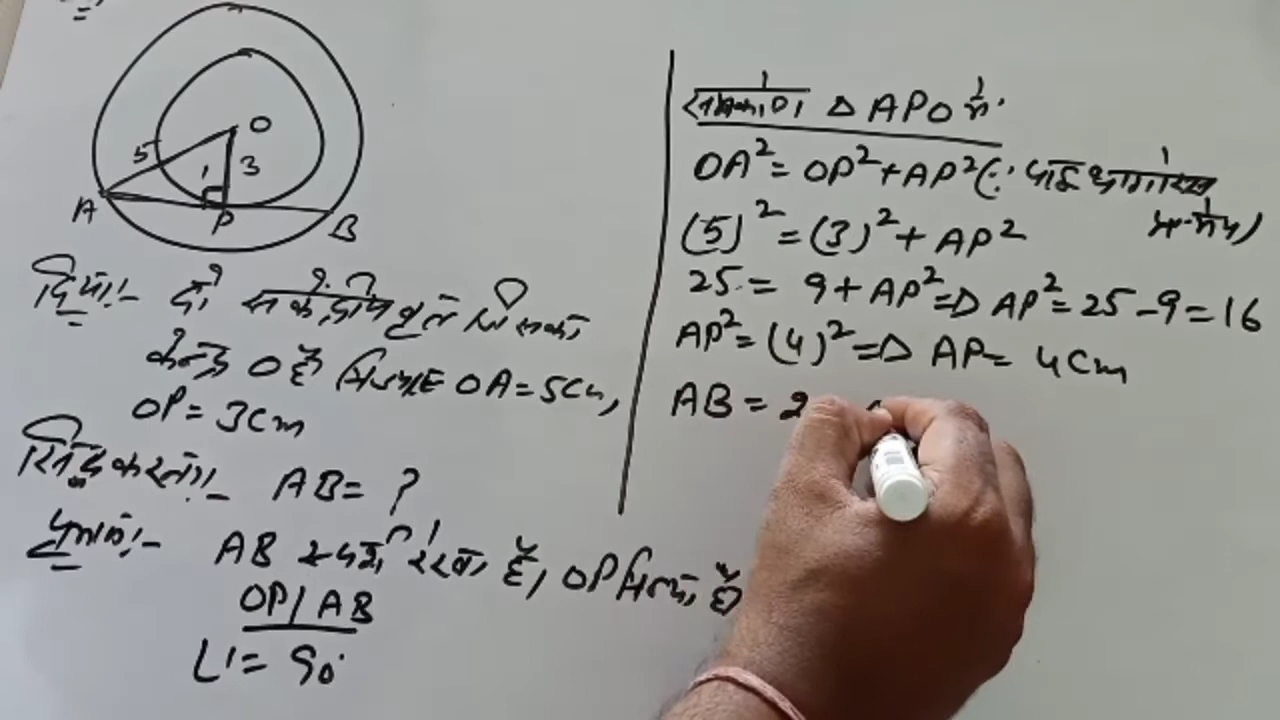 O
5
1
3
A
P
B
दिया:- दो सकेंद्रीय वृत्त जिसका
केन्द्र O है जिसमें OA = 5cm,
OP = 3cm
सिद्ध करना:- AB = ?
प्रमाण:- AB स्पर्श रेखा है, OP त्रिज्या है
OP/AB
∠1 = 90°
समकोण △ APO में
OA² = OP² + AP² (∵ पाइथागोरस
प्रमेय)
(5)² = (3)² + AP²
25 = 9 + AP² ⇒ AP² = 25 - 9 = 16
AP² = (4)² ⇒ AP = 4cm
AB = 2